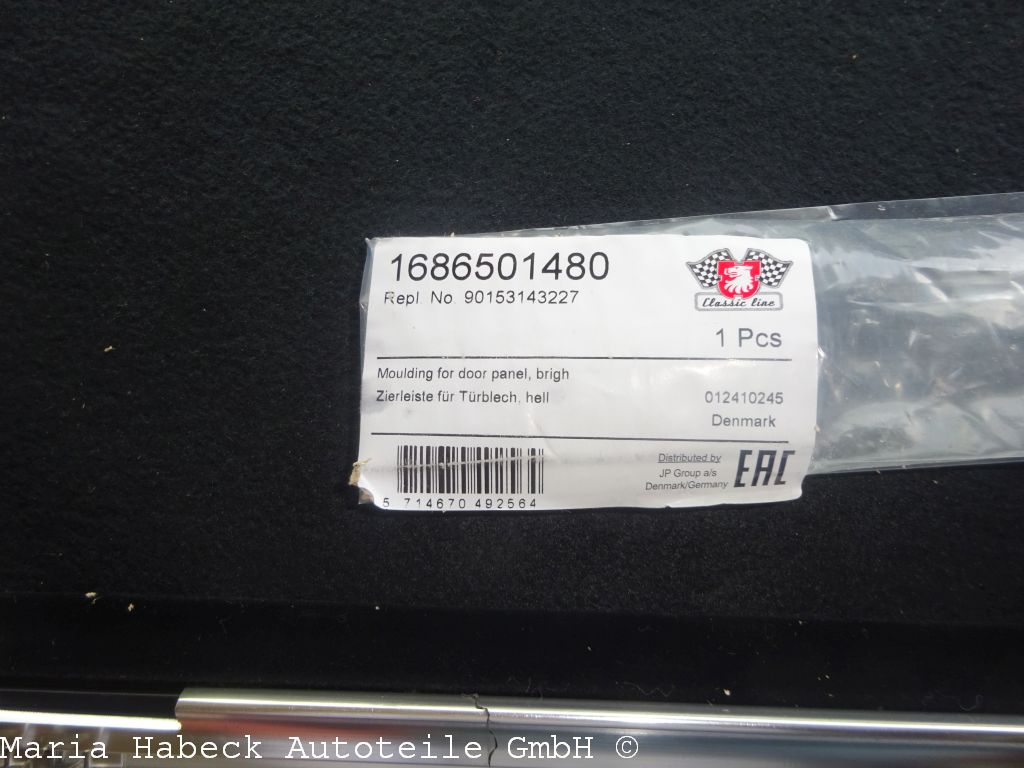 1686501480
Repl. No. 90153143227
Classic line
1 Pcs
Moulding for door panel, brigh
Zierleiste für Türblech, hell
012410245
Denmark
Distributed by
JP Group a/s
Denmark/Germany
EAC
5 714670 492564
Maria Habeck Autoteile GmbH ©